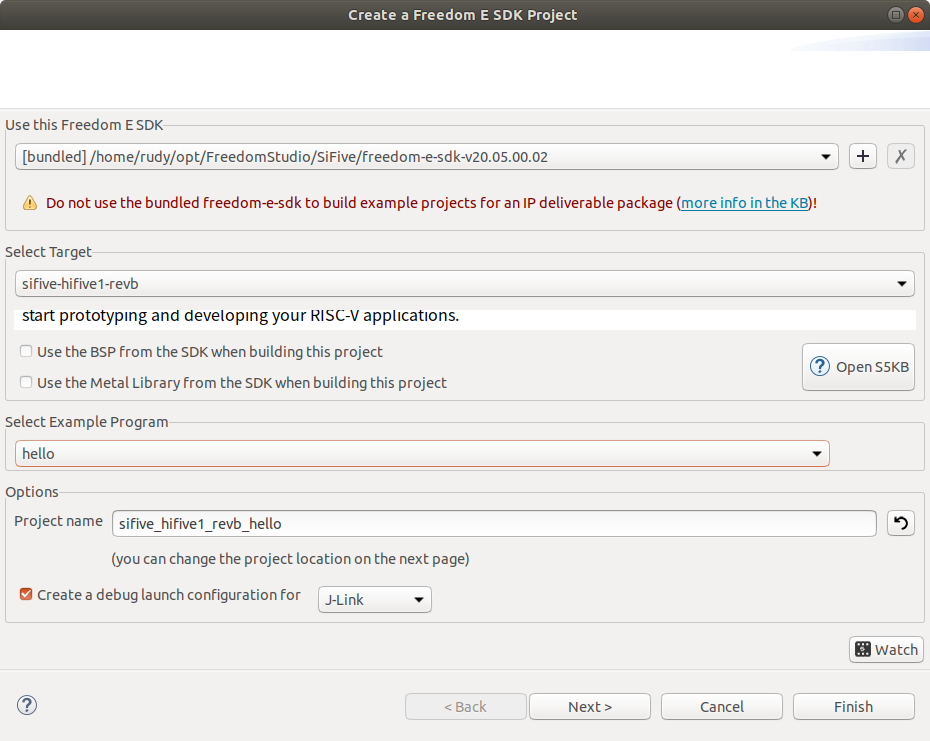 Create a Freedom E SDK Project
Use this Freedom E SDK
[bundled] /home/rudy/opt/FreedomStudio/SiFive/freedom-e-sdk-v20.05.00.02
Do not use the bundled freedom-e-sdk to build example projects for an IP deliverable package (more info in the KB)!
Select Target
sifive-hifive1-revb
start prototyping and developing your RISC-V applications.
Use the BSP from the SDK when building this project
Use the Metal Library from the SDK when building this project
Open S5KB
Select Example Program
hello
Options
Project name
sifive_hifive1_revb_hello
(you can change the project location on the next page)
Create a debug launch configuration for
J-Link
Watch
< Back
Next >
Cancel
Finish